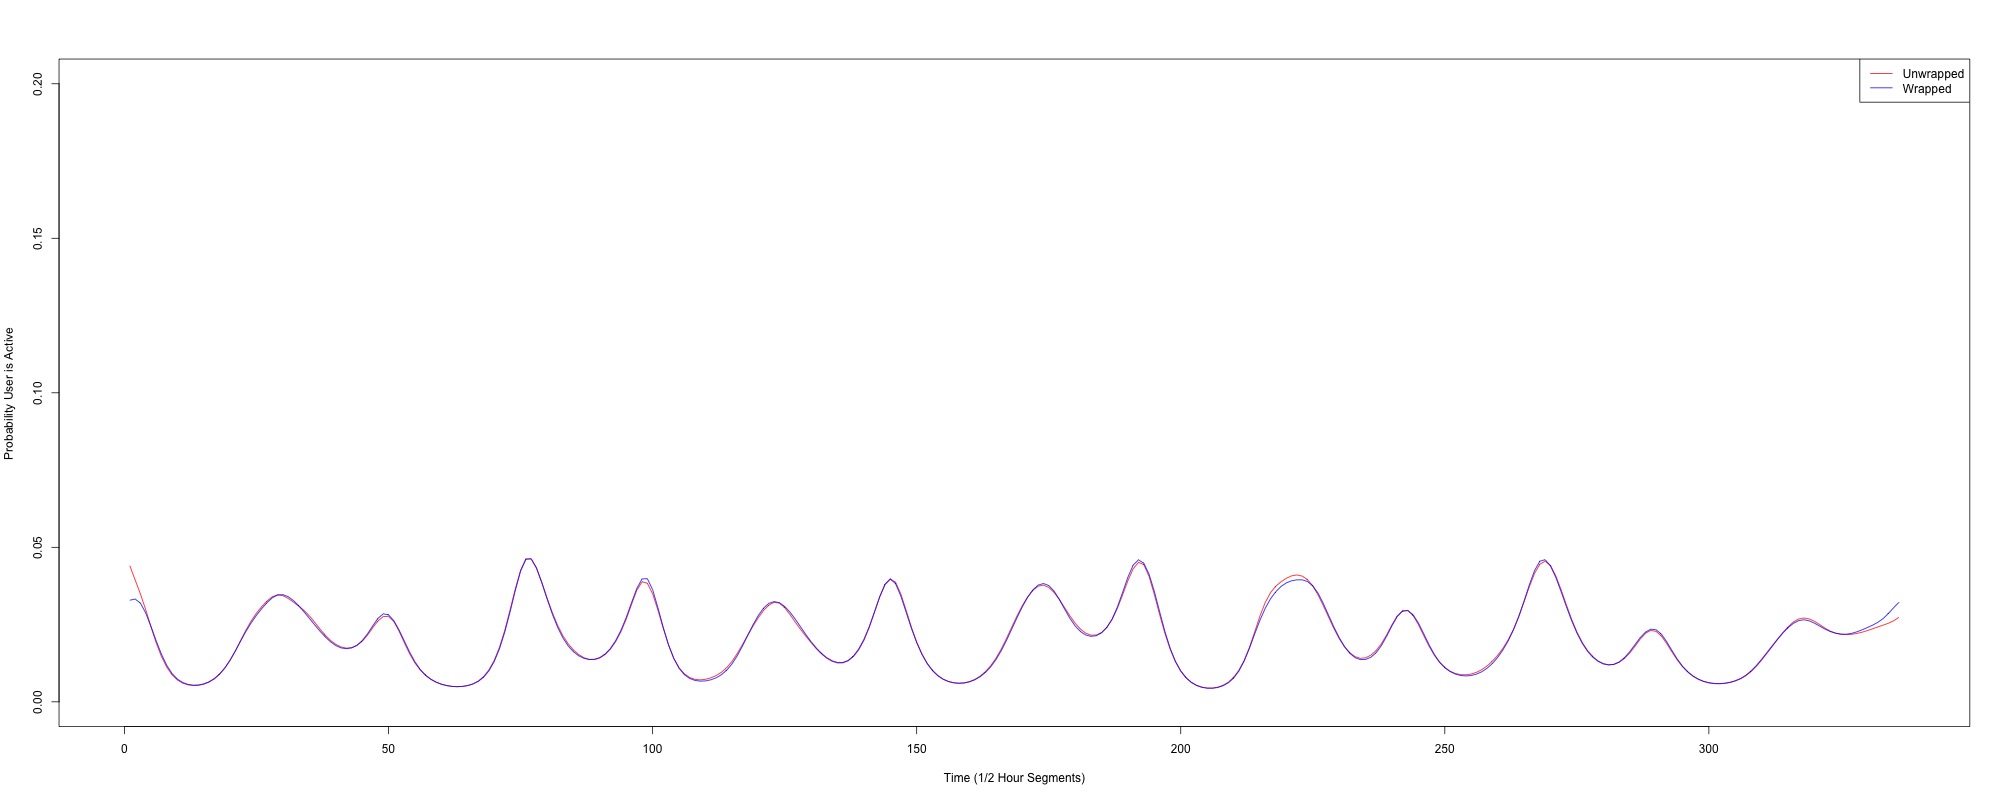 Unwrapped
Wrapped
0.20
0.15
0.10
0.05
0.00
Probability User is Active
0 50 100 150 200 250 300
Time (1/2 Hour Segments)